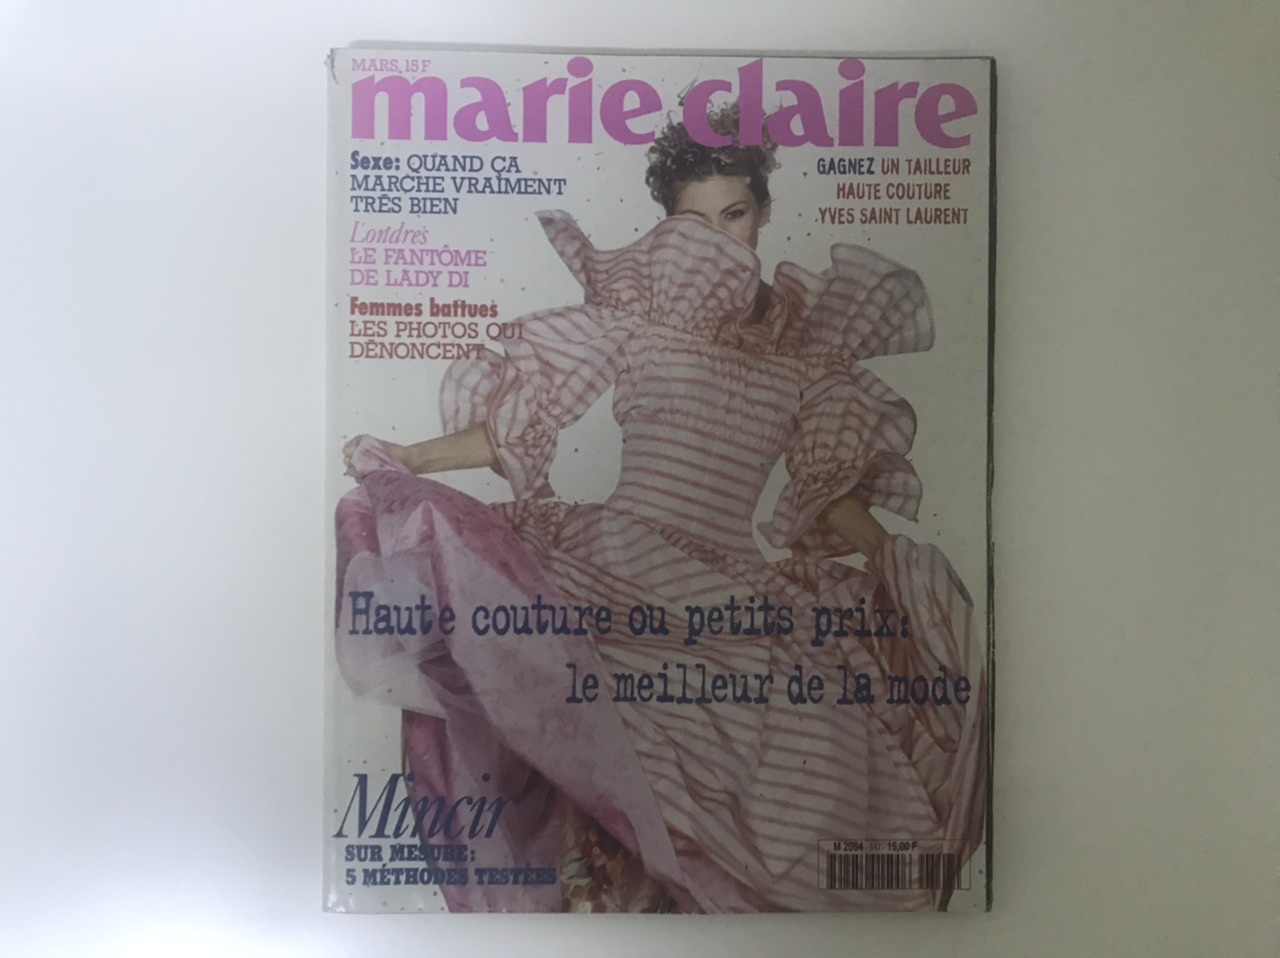 MARS, 15 F
marie claire
Sexe: QUAND ÇA
MARCHE VRAIMENT
TRÈS BIEN
Londres
LE FANTÔME
DE LADY DI
Femmes battues
LES PHOTOS QUI
DÉNONCENT
GAGNEZ UN TAILLEUR
HAUTE COUTURE
YVES SAINT LAURENT
Haute couture ou petits prix:
le meilleur de la mode
Mincir
SUR MESURE:
5 MÉTHODES TESTÉES
M 2054 - 15,00 F